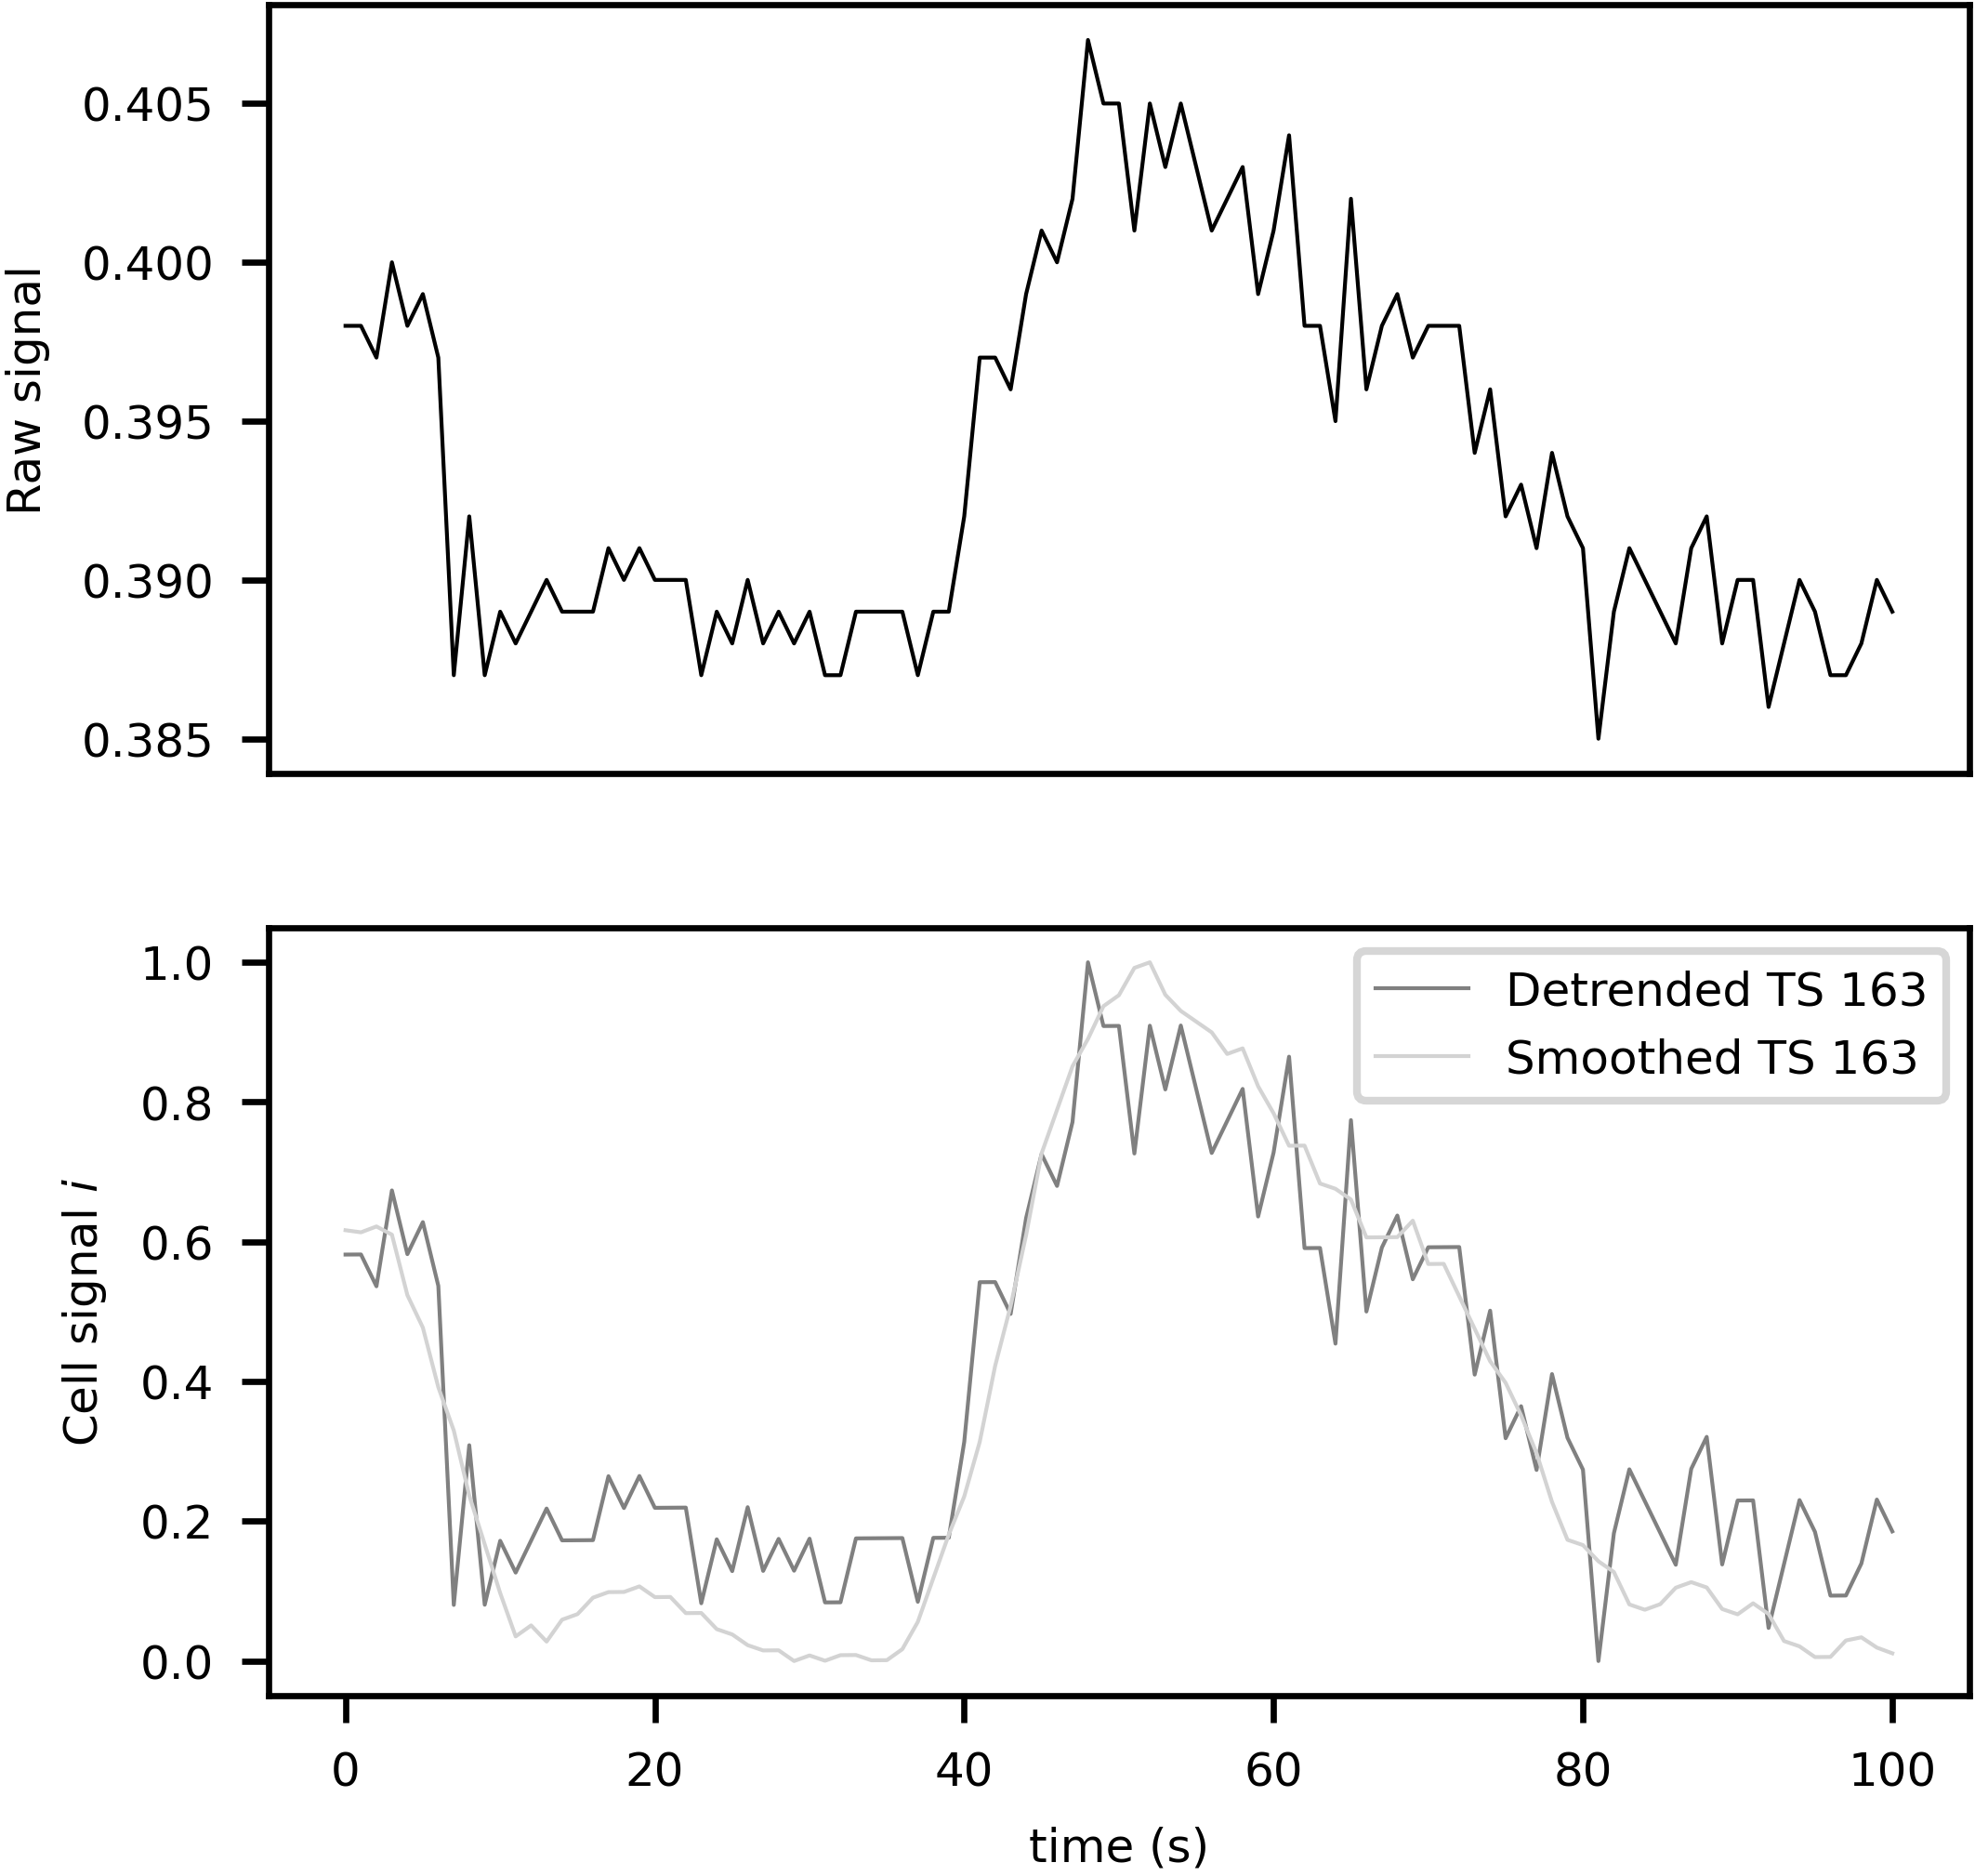 0.405
0.400
0.395
0.390
0.385
Raw signal
1.0
0.8
0.6
0.4
0.2
0.0
Cell signal i
Detrended TS 163
Smoothed TS 163
0 20 40 60 80 100
time (s)